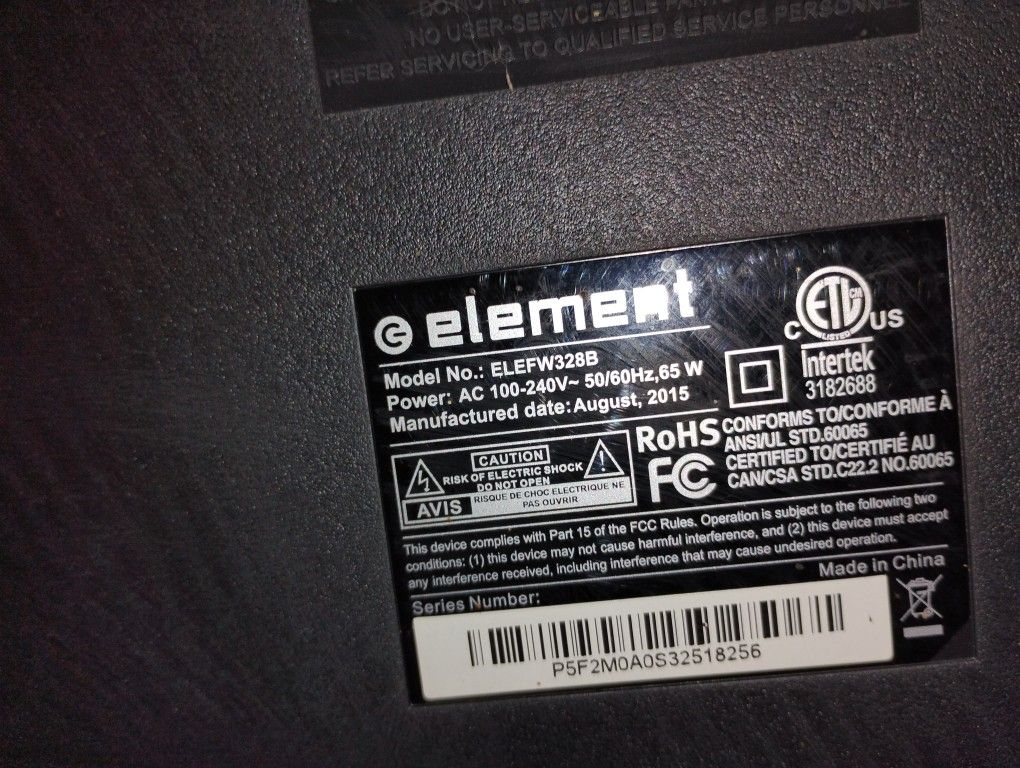 NO USER-SERVICEABLE
REFER SERVICING TO QUALIFIED SERVICE PERSONNEL
element
Model No.: ELEFW328B
Power: AC 100-240V~ 50/60Hz,65 W
Manufactured date:August, 2015
C ETL CM US
LISTED
Intertek
3182688
CAUTION
RISK OF ELECTRIC SHOCK
DO NOT OPEN
AVIS
RISQUE DE CHOC ELECTRIQUE NE
PAS OUVRIR
RoHS
FC
CONFORMS TO/CONFORME À
ANSI/UL STD.60065
CERTIFIED TO/CERTIFIÉ AU
CAN/CSA STD.C22.2 NO.60065
This device complies with Part 15 of the FCC Rules. Operation is subject to the following two
conditions: (1) this device may not cause harmful interference, and (2) this device must accept
any interference received, including interference that may cause undesired operation.
Made in China
Series Number:
P5F2M0A0S32518256